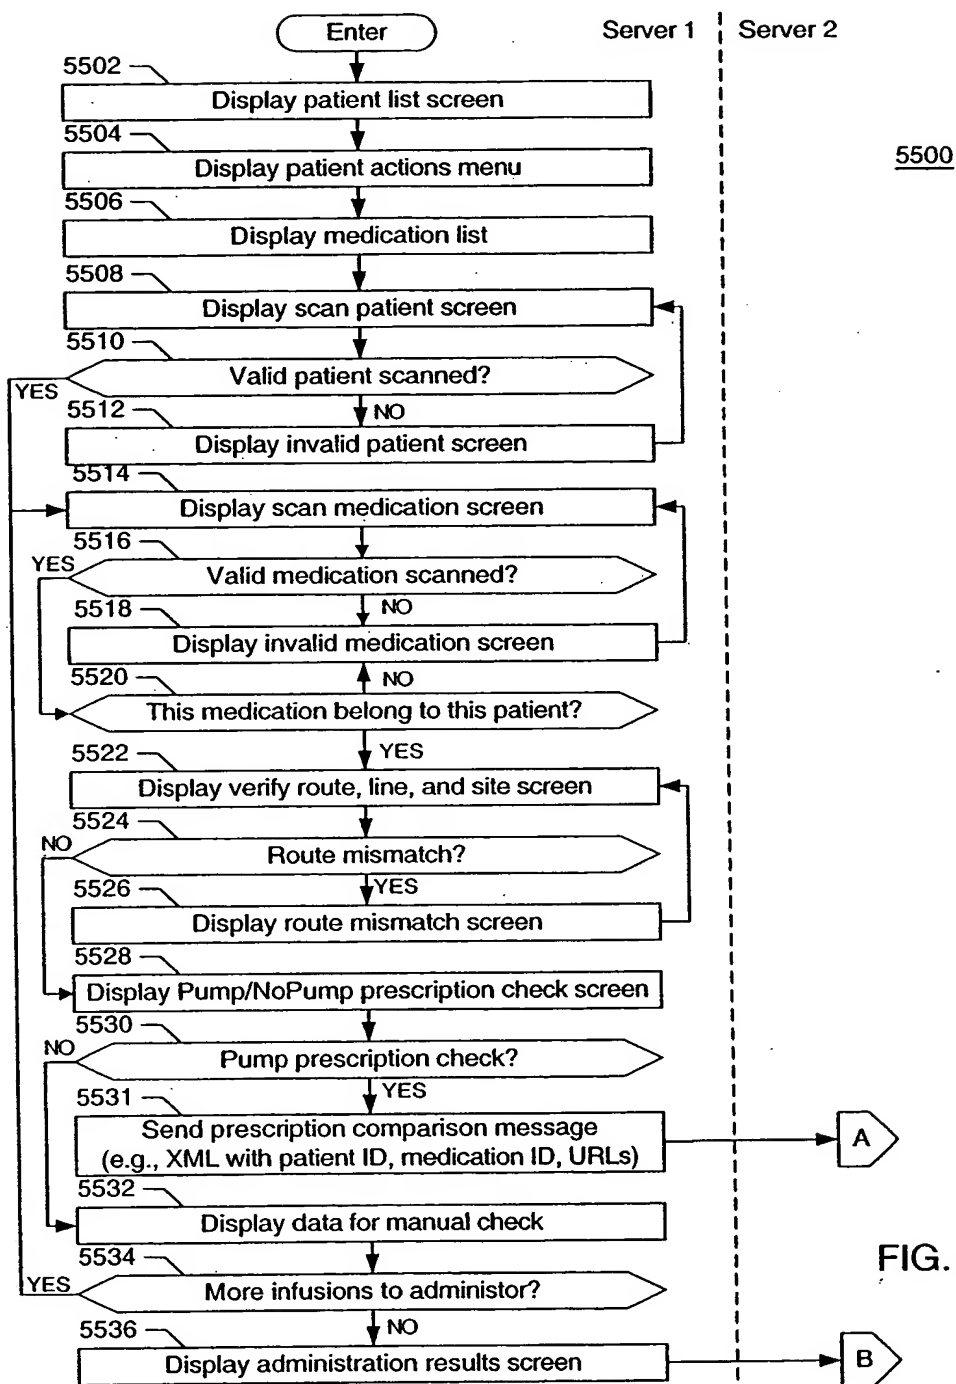 Enter
Server 1
Server 2
5502
Display patient list screen
5504
Display patient actions menu
5500
5506
Display medication list
5508
Display scan patient screen
5510
Valid patient scanned?
YES
5512
NO
Display invalid patient screen
5514
Display scan medication screen
5516
YES
Valid medication scanned?
5518
NO
Display invalid medication screen
5520
NO
This medication belong to this patient?
5522
YES
Display verify route, line, and site screen
5524
NO
Route mismatch?
5526
YES
Display route mismatch screen
5528
Display Pump/NoPump prescription check screen
5530
NO
Pump prescription check?
YES
5531
Send prescription comparison message
(e.g., XML with patient ID, medication ID, URLs)
A
5532
Display data for manual check
5534
FIG.
YES
More infusions to administor?
5536
NO
Display administration results screen
B